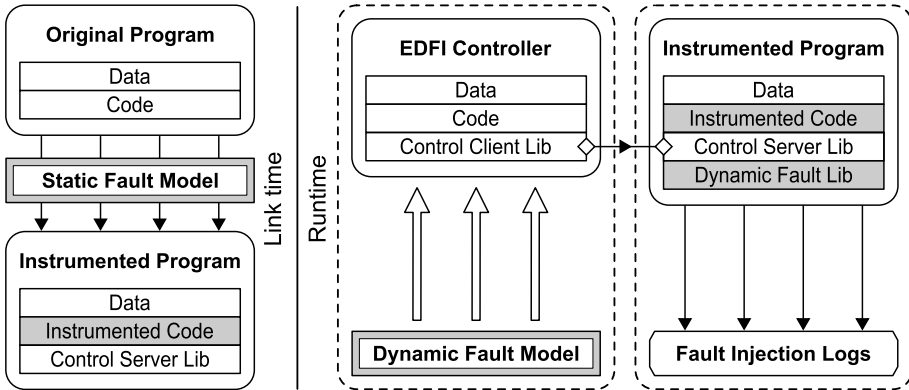 Original Program
Data
Code
Static Fault Model
Instrumented Program
Data
Instrumented Code
Control Server Lib
Link time
Runtime
EDFI Controller
Data
Code
Control Client Lib
Dynamic Fault Model
Instrumented Program
Data
Instrumented Code
Control Server Lib
Dynamic Fault Lib
Fault Injection Logs